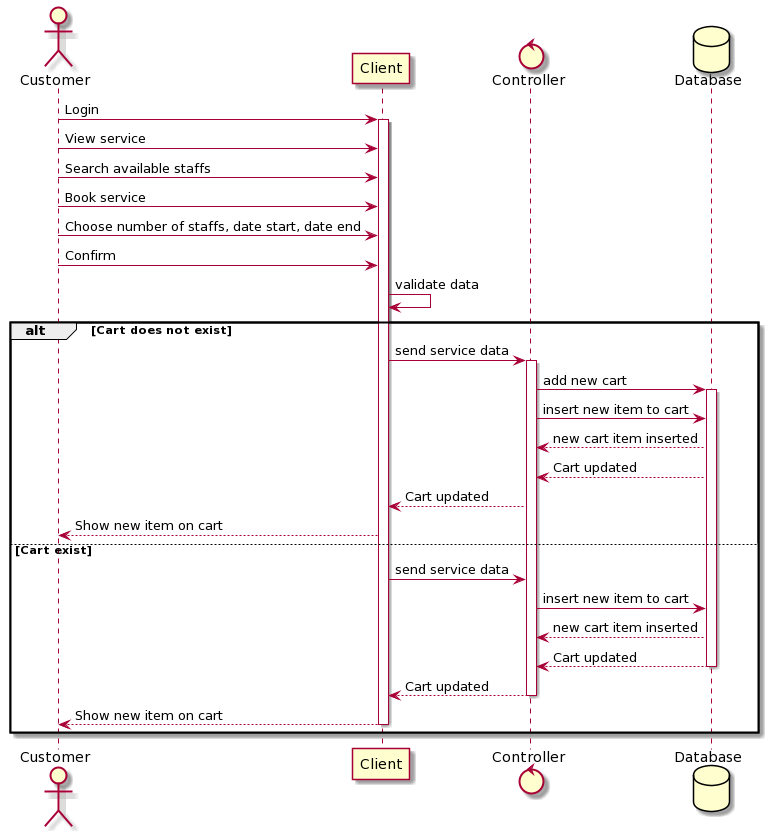 Customer
Client
Controller
Database
Login
View service
Search available staffs
Book service
Choose number of staffs, date start, date end
Confirm
validate data
alt [Cart does not exist]
send service data
add new cart
insert new item to cart
new cart item inserted
Cart updated
Cart updated
Show new item on cart
[Cart exist]
send service data
insert new item to cart
new cart item inserted
Cart updated
Cart updated
Show new item on cart
Customer
Client
Controller
Database